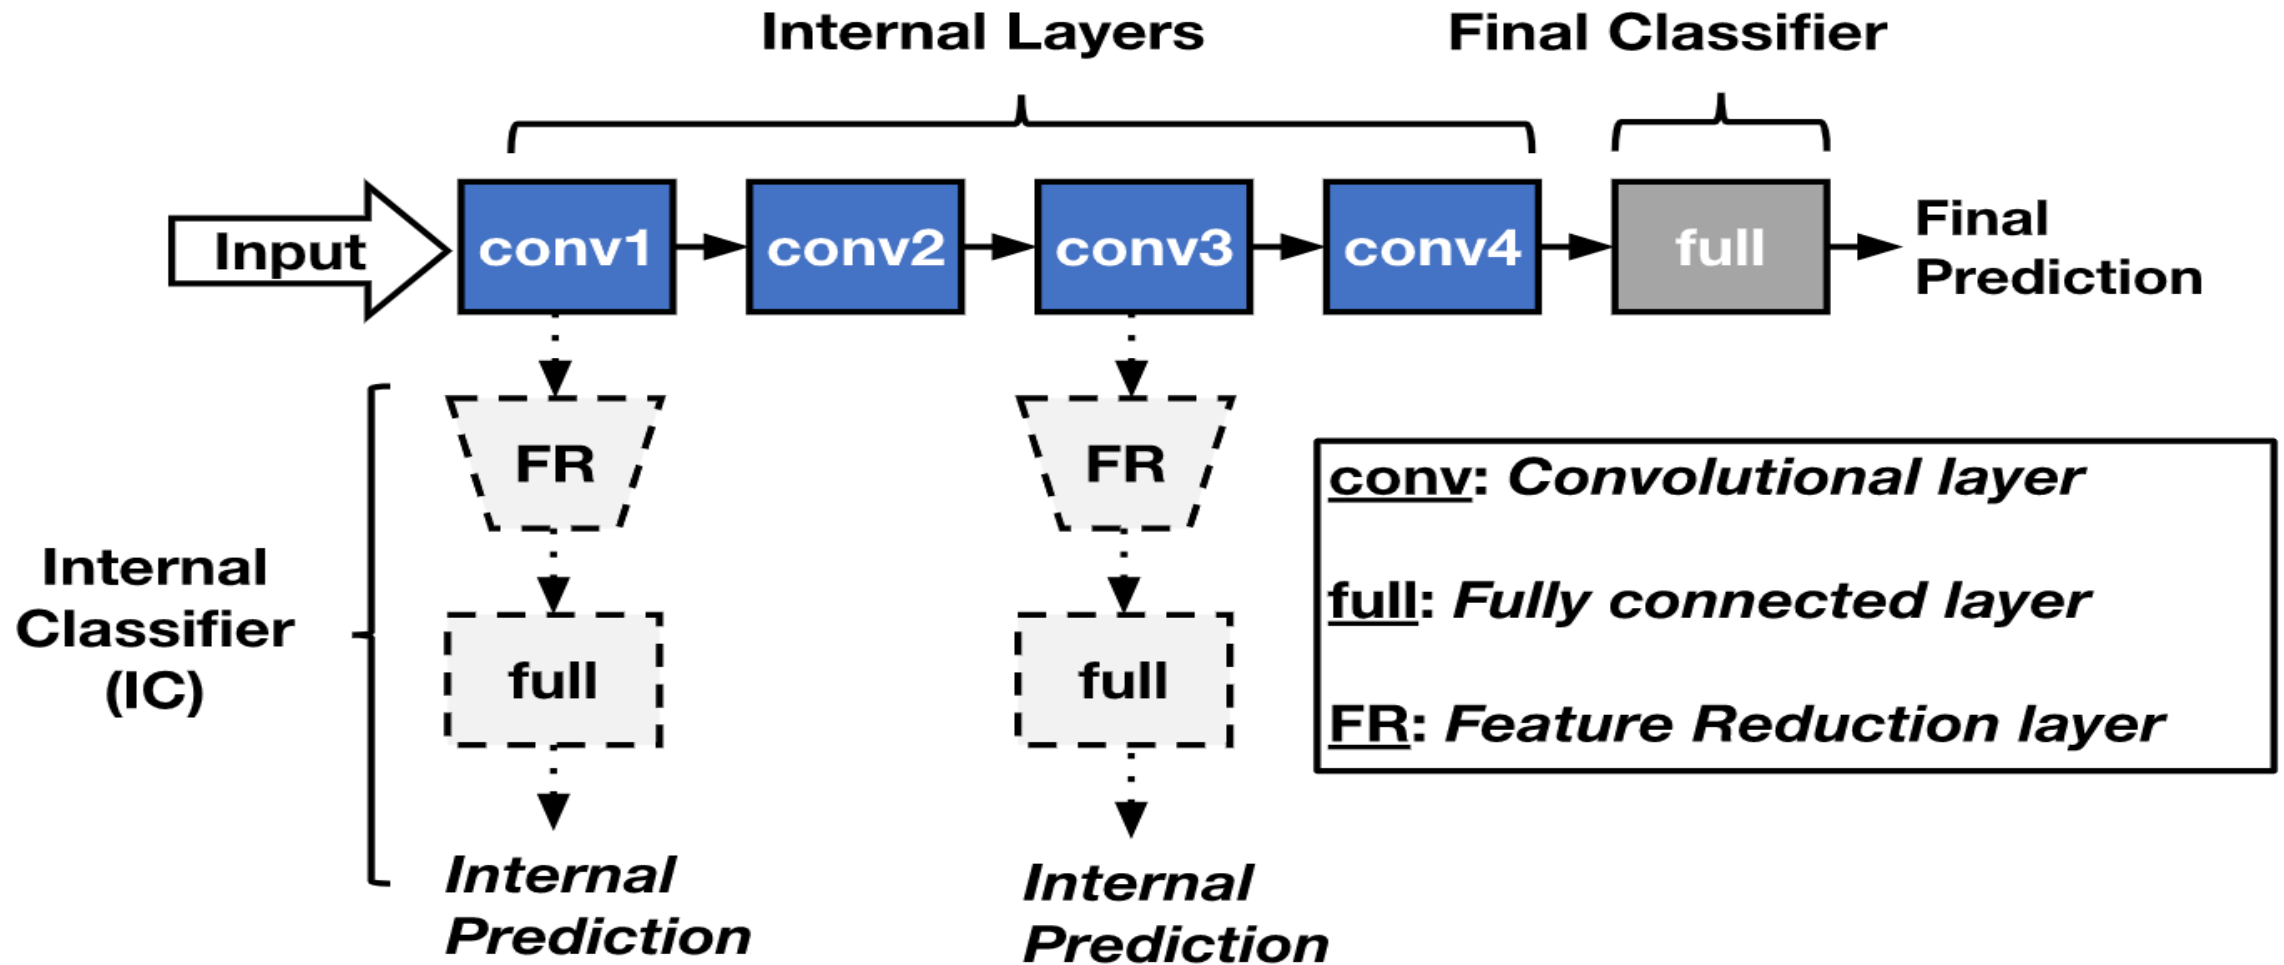 Internal Layers
Final Classifier
Input
conv1
conv2
conv3
conv4
full
Final
Prediction
Internal
Classifier
(IC)
FR
full
Internal
Prediction
FR
full
Internal
Prediction
conv: Convolutional layer
full: Fully connected layer
FR: Feature Reduction layer